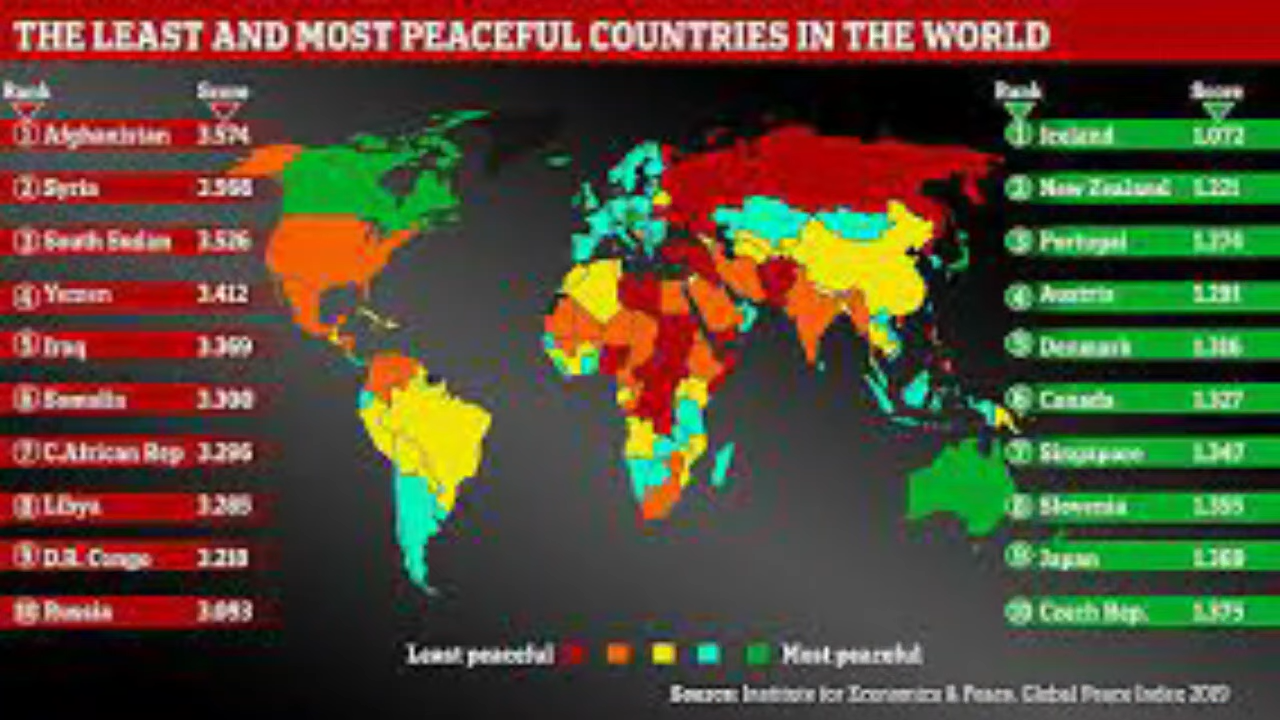 THE LEAST AND MOST PEACEFUL COUNTRIES IN THE WORLD
Rank Score
1 Afghanistan 3.574
2 Syria
3 South Sudan 3.526
4 Yemen 3.412
5 Iraq 3.369
6 Somalia 3.300
7 C.African Rep 3.296
8 Libya 3.285
9 D.R. Congo 3.218
10 Russia 3.093
Rank Score
1 Iceland 1.072
2 New Zealand 1.221
3 Portugal 1.274
4 Austria 1.291
5 Denmark 1.316
6 Canada 1.327
7 Singapore 1.347
8 Slovenia 1.355
9 Japan 1.369
10 Czech Rep. 1.375
Least peaceful Most peaceful
Source: Institute for Economics & Peace. Global Peace Index 2019